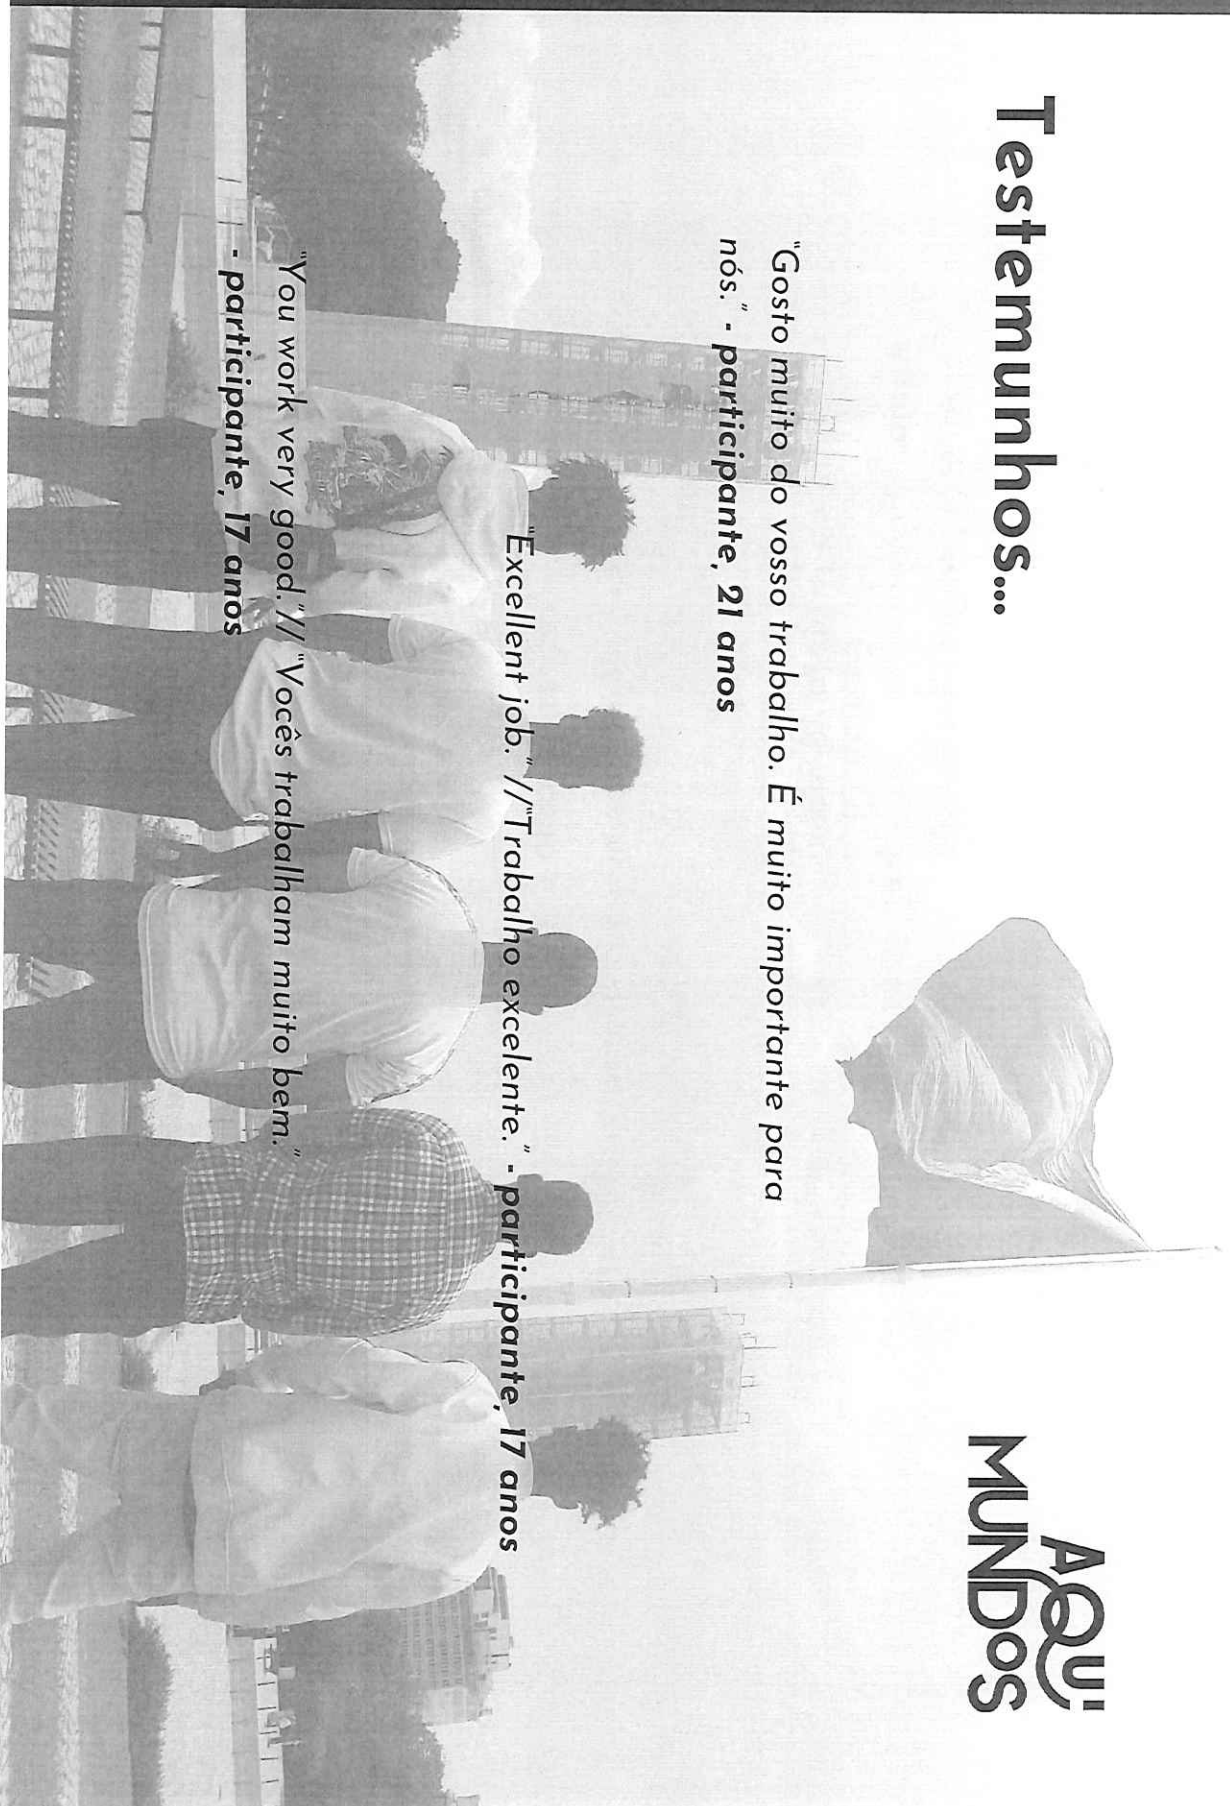 Testemunhos...
AQUi
MUNDOS
"Gosto muito do vosso trabalho. É muito importante para
nós." - participante, 21 anos
"Excellent job." //"Trabalho excelente." - participante, 17 anos
"You work very good."// "Vocês trabalham muito bem."
- participante, 17 anos